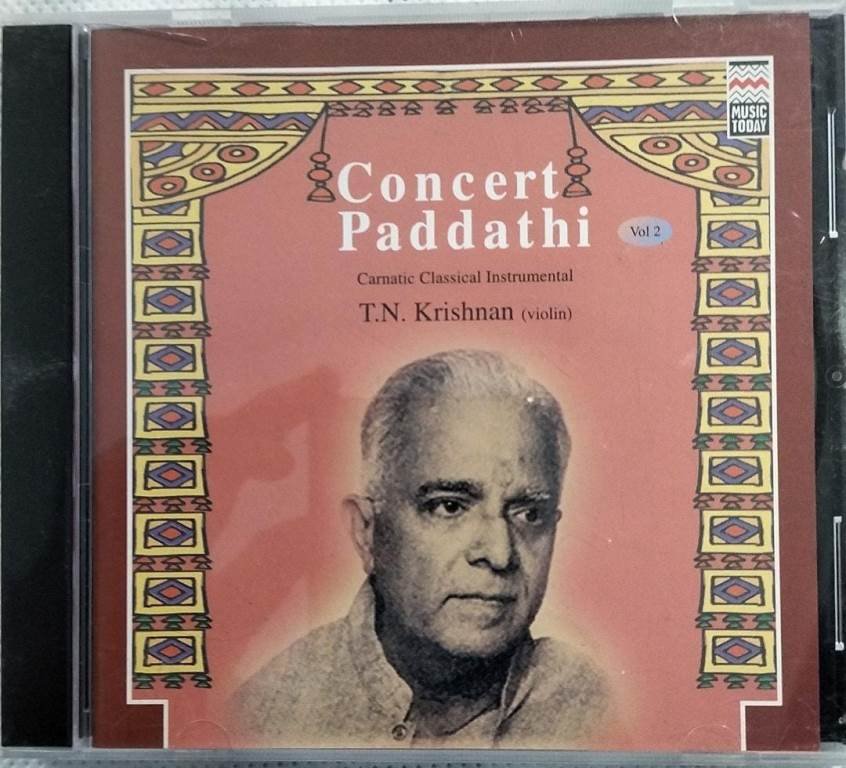 MUSIC
TODAY
Concert
Paddathi
Vol 2
Carnatic Classical Instrumental
T.N. Krishnan (violin)